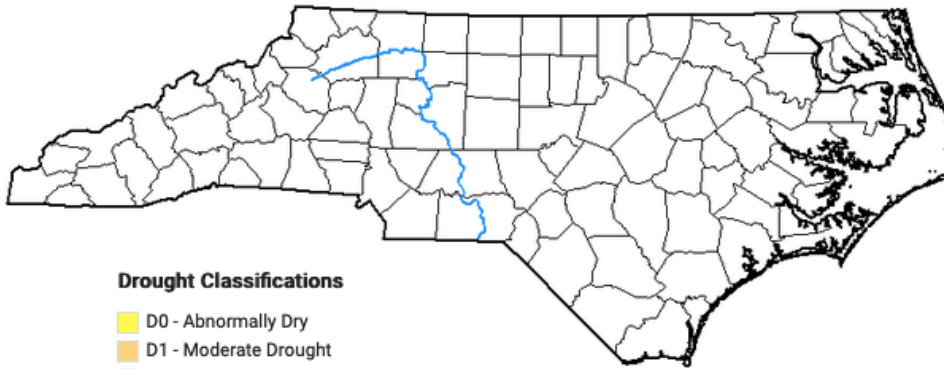 Drought Classifications
D0 - Abnormally Dry
D1 - Moderate Drought